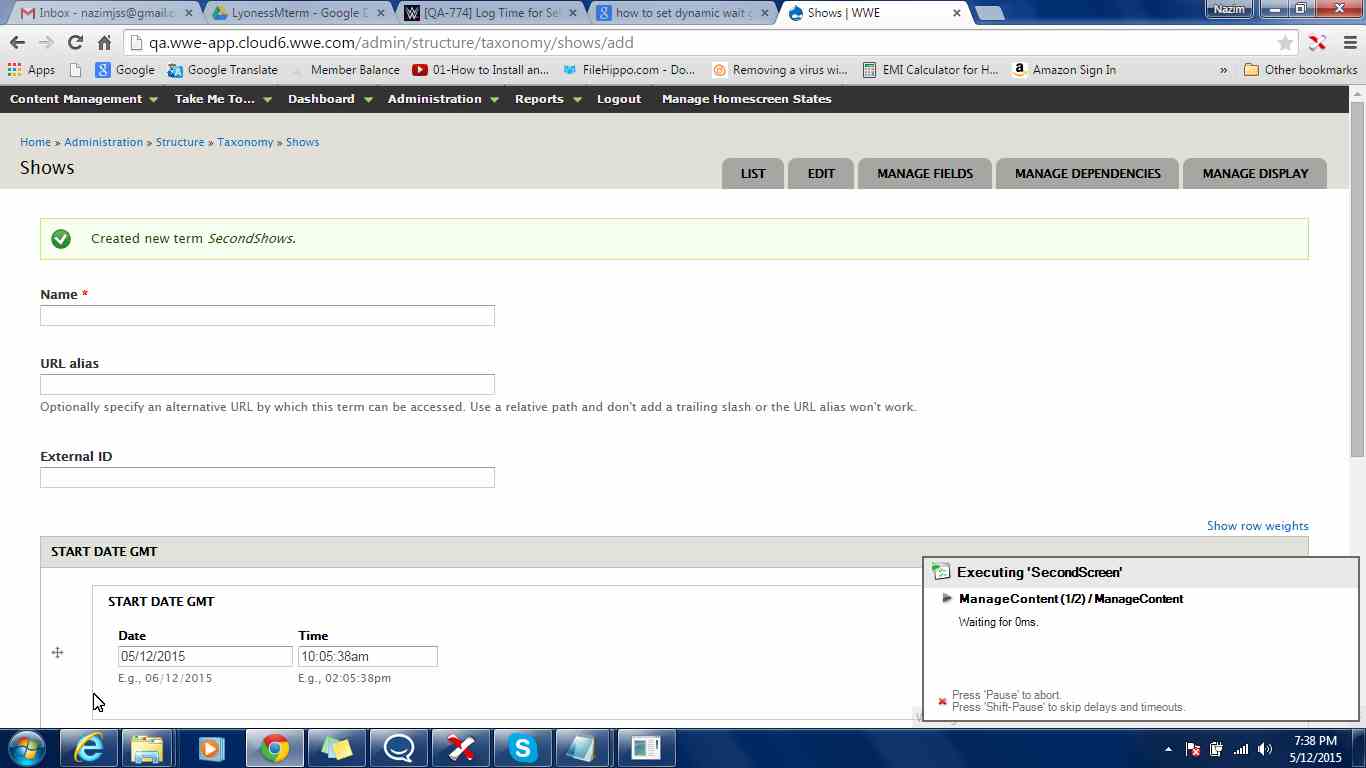 Inbox - nazimjss@gmail.c
LyonessMterm - Google E
[QA-774] Log Time for Sel
how to set dynamic wait
Shows | WWE
Nazim
qa.wwe-app.cloud6.wwe.com/admin/structure/taxonomy/shows/add
Apps
Google
Google Translate
Member Balance
01-How to Install an...
FileHippo.com - Do...
Removing a virus wi...
EMI Calculator for H...
Amazon Sign In
»
Other bookmarks
Content Management
Take Me To...
Dashboard
Administration
Reports
Logout
Manage Homescreen States
Home » Administration » Structure » Taxonomy » Shows
Shows
LIST
EDIT
MANAGE FIELDS
MANAGE DEPENDENCIES
MANAGE DISPLAY
Created new term SecondShows.
Name *
URL alias
Optionally specify an alternative URL by which this term can be accessed. Use a relative path and don't add a trailing slash or the URL alias won't work.
External ID
Show row weights
START DATE GMT
START DATE GMT
Date
Time
05/12/2015
10:05:38am
E.g., 06/12/2015
E.g., 02:05:38pm
Executing 'SecondScreen'
ManageContent (1/2) / ManageContent
Waiting for 0ms.
Press 'Pause' to abort.
Press 'Shift-Pause' to skip delays and timeouts.
7:38 PM
5/12/2015